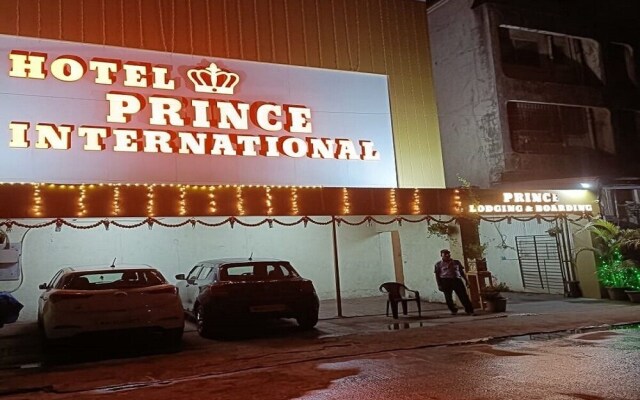 HOTEL
PRINCE
INTERNATIONAL
PRINCE
LODGING & BOARDING